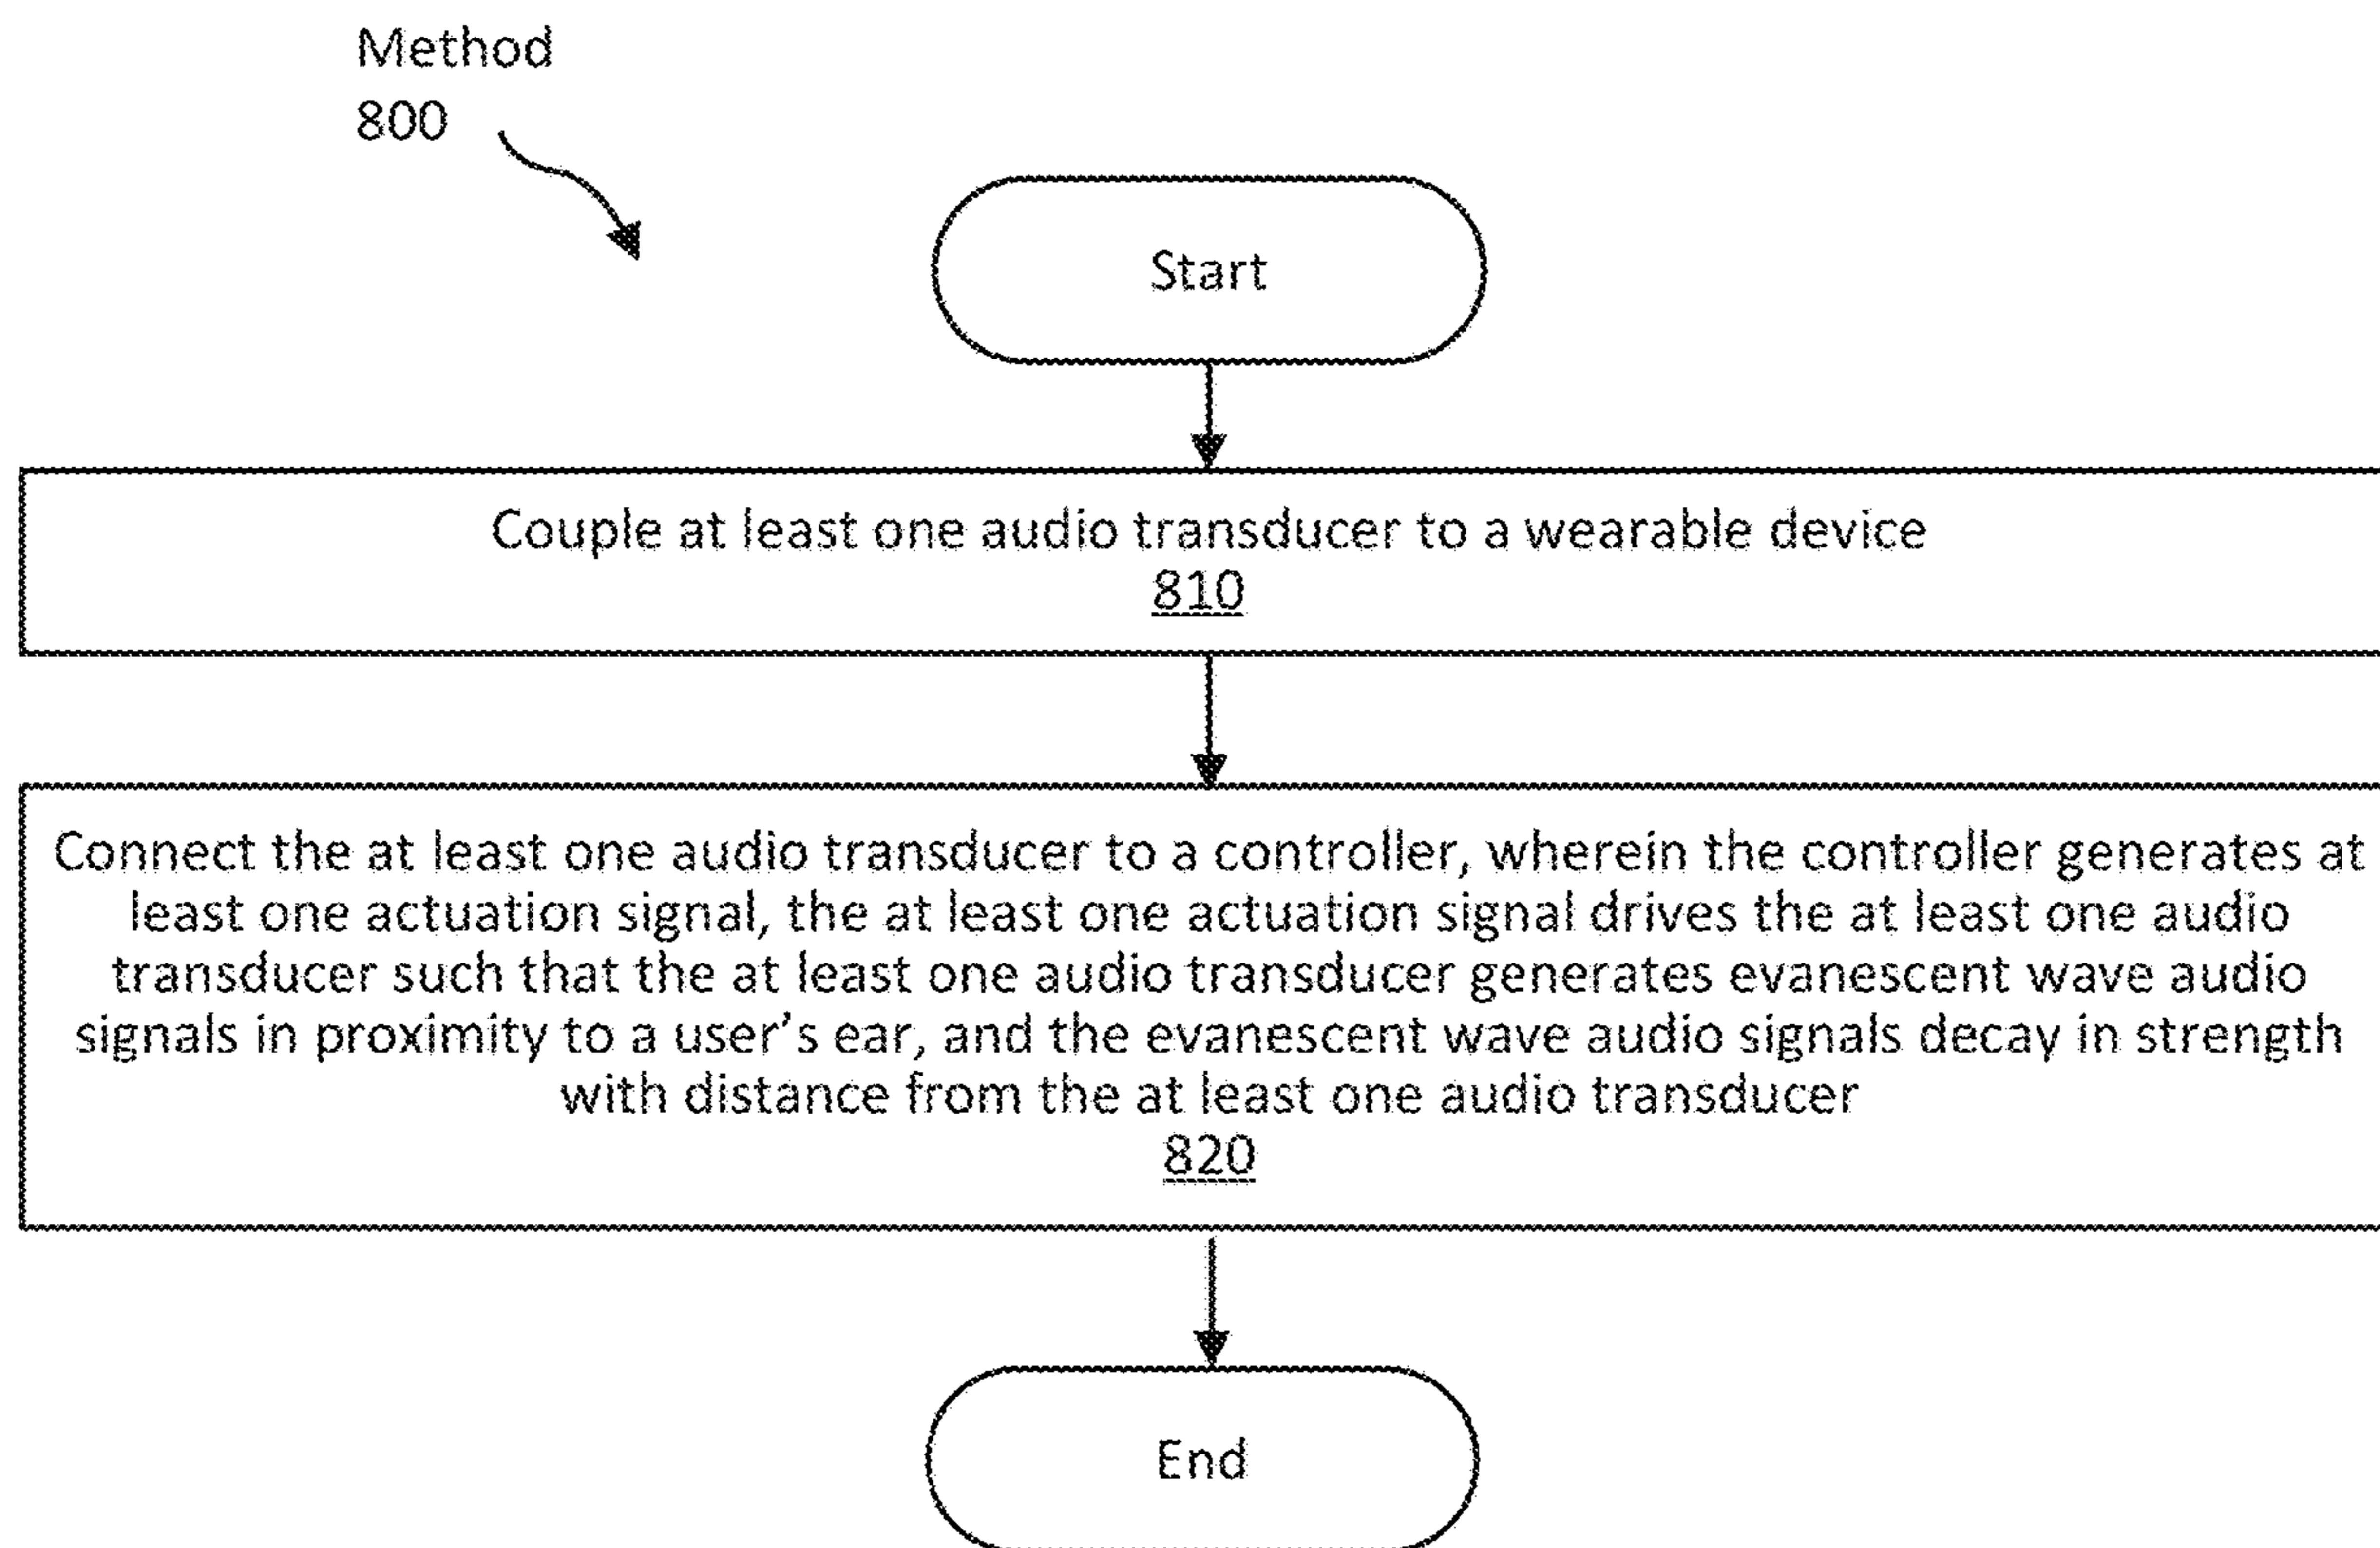 Method
800
Start
Couple at least one audio transducer to a wearable device
810
Connect the at least one audio transducer to a controller, wherein the controller generates at
least one actuation signal, the at least one actuation signal drives the at least one audio
transducer such that the at least one audio transducer generates evanescent wave audio
signals in proximity to a user's ear, and the evanescent wave audio signals decay in strength
with distance from the at least one audio transducer
820
End